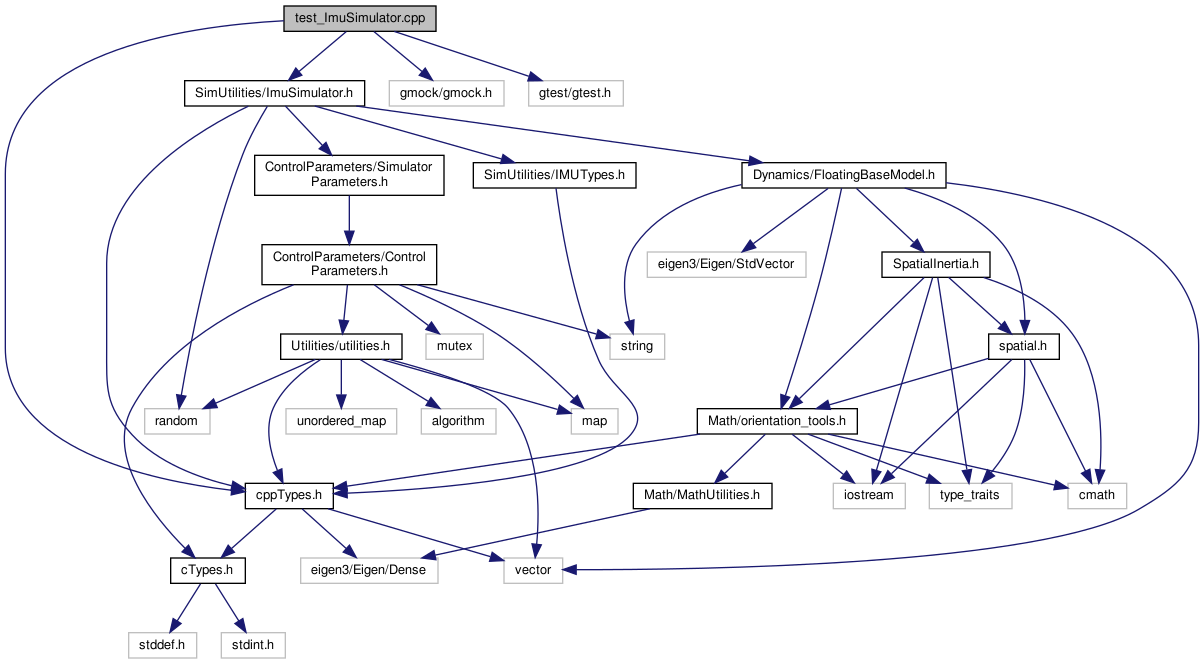 test_ImuSimulator.cpp
SimUtilities/ImuSimulator.h
gmock/gmock.h
gtest/gtest.h
ControlParameters/Simulator
Parameters.h
SimUtilities/IMUTypes.h
Dynamics/FloatingBaseModel.h
ControlParameters/Control
Parameters.h
eigen3/Eigen/StdVector
SpatialInertia.h
Utilities/utilities.h
mutex
string
spatial.h
random
unordered_map
algorithm
map
Math/orientation_tools.h
cppTypes.h
Math/MathUtilities.h
iostream
type_traits
cmath
cTypes.h
eigen3/Eigen/Dense
vector
stddef.h
stdint.h